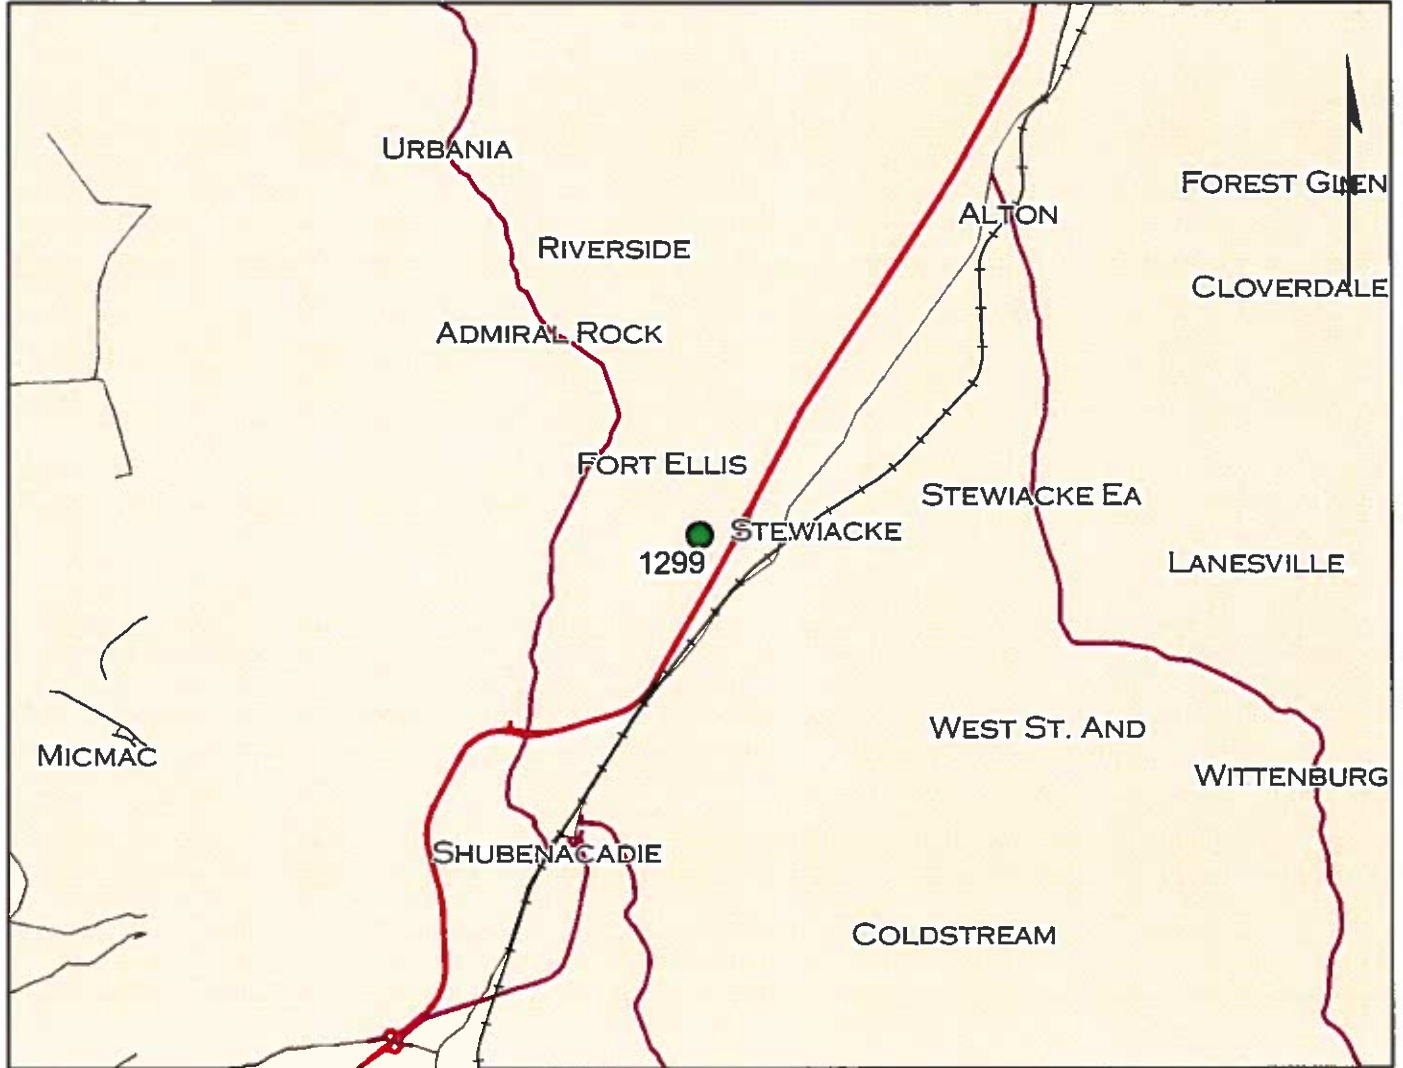 URBANIA
FOREST GLEN
ALTON
RIVERSIDE
CLOVERDALE
ADMIRAL ROCK
FORT ELLIS
STEWIACKE EA
STEWIACKE
1299
LANESVILLE
WEST ST. AND
MICMAC
WITTENBURG
SHUBENACADIE
COLDSTREAM